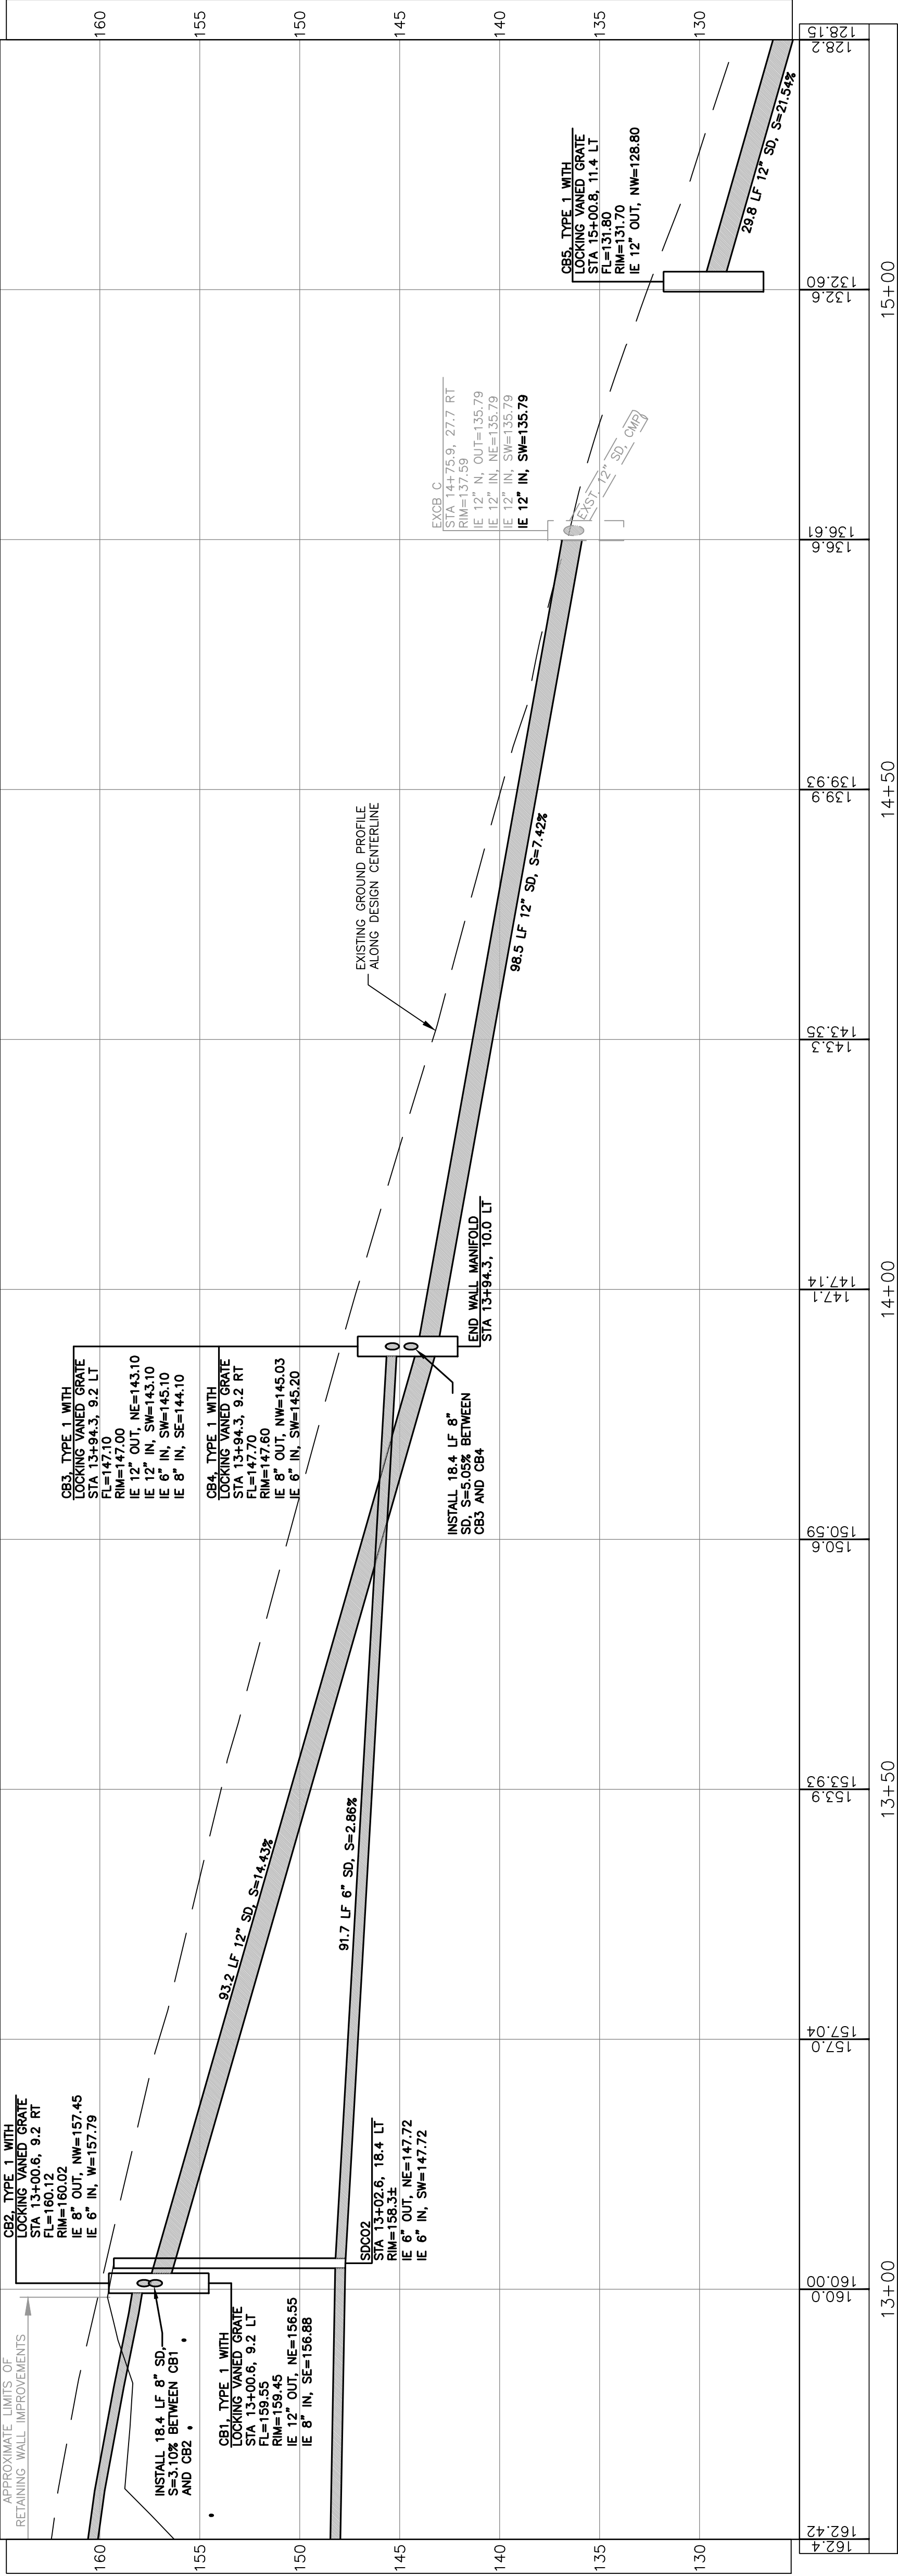 APPROXIMATE LIMITS OF
RETAINING WALL IMPROVEMENTS
CB2, TYPE 1 WITH
LOCKING VANED GRATE
STA 13+00.6, 9.2 RT
FL=160.12
RIM=160.02
IE 8" OUT, NW=157.45
IE 6" IN, W=157.79
INSTALL 18.4 LF 8" SD,
S=3.10% BETWEEN CB1
AND CB2
CB1, TYPE 1 WITH
LOCKING VANED GRATE
STA 13+00.6, 9.2 LT
FL=159.55
RIM=159.45
IE 12" OUT, NE=156.55
IE 8" IN, SE=156.88
SDCO2
STA 13+02.6, 18.4 LT
RIM=158.3±
IE 6" OUT, NE=147.72
IE 6" IN, SW=147.72
93.2 LF 12" SD, S=14.43%
91.7 LF 6" SD, S=2.86%
CB3, TYPE 1 WITH
LOCKING VANED GRATE
STA 13+94.3, 9.2 LT
FL=147.10
RIM=147.00
IE 12" OUT, NE=143.10
IE 12" IN, SW=143.10
IE 6" IN, SW=145.10
IE 8" IN, SE=144.10
CB4, TYPE 1 WITH
LOCKING VANED GRATE
STA 13+94.3, 9.2 RT
FL=147.70
RIM=147.60
IE 8" OUT, NW=145.03
IE 6" IN, SW=145.20
INSTALL 18.4 LF 8"
SD, S=5.05% BETWEEN
CB3 AND CB4
END WALL MANIFOLD
STA 13+94.3, 10.0 LT
EXISTING GROUND PROFILE
ALONG DESIGN CENTERLINE
98.5 LF 12" SD, S=7.42%
EXCB C
STA 14+75.9, 27.7 RT
RIM=137.59
IE 12" N, OUT=135.79
IE 12" IN, NE=135.79
IE 12" IN, SW=135.79
IE 12" IN, SW=135.79
EXST. 12" SD, CMP
CB5, TYPE 1 WITH
LOCKING VANED GRATE
STA 15+00.8, 11.4 LT
FL=131.80
RIM=131.70
IE 12" OUT, NW=128.80
29.8 LF 12" SD, S=21.54%
160
155
150
145
140
135
130
160
155
150
145
140
135
130
162.42
162.4
160.00
160.0
157.04
157.0
153.93
153.9
150.59
150.6
147.14
147.1
143.35
143.3
139.93
139.9
136.61
136.6
132.60
132.6
128.15
128.2
13+00
13+50
14+00
14+50
15+00